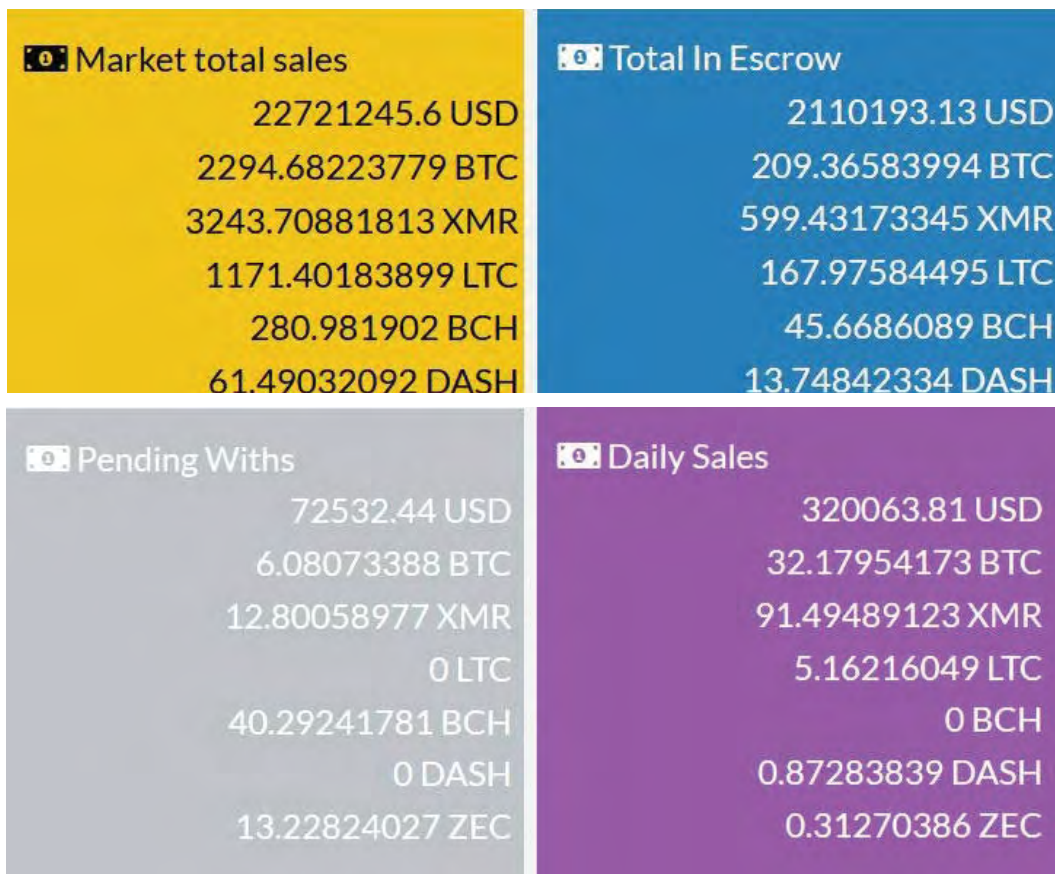 Market total sales
22721245.6 USD
2294.68223779 BTC
3243.70881813 XMR
1171.40183899 LTC
280.981902 BCH
61.49032092 DASH
Total In Escrow
2110193.13 USD
209.36583994 BTC
599.43173345 XMR
167.97584495 LTC
45.6686089 BCH
13.74842334 DASH
Pending Withs
72532.44 USD
6.08073388 BTC
12.80058977 XMR
0 LTC
40.29241781 BCH
0 DASH
13.22824027 ZEC
Daily Sales
320063.81 USD
32.17954173 BTC
91.49489123 XMR
5.16216049 LTC
0 BCH
0.87283839 DASH
0.31270386 ZEC